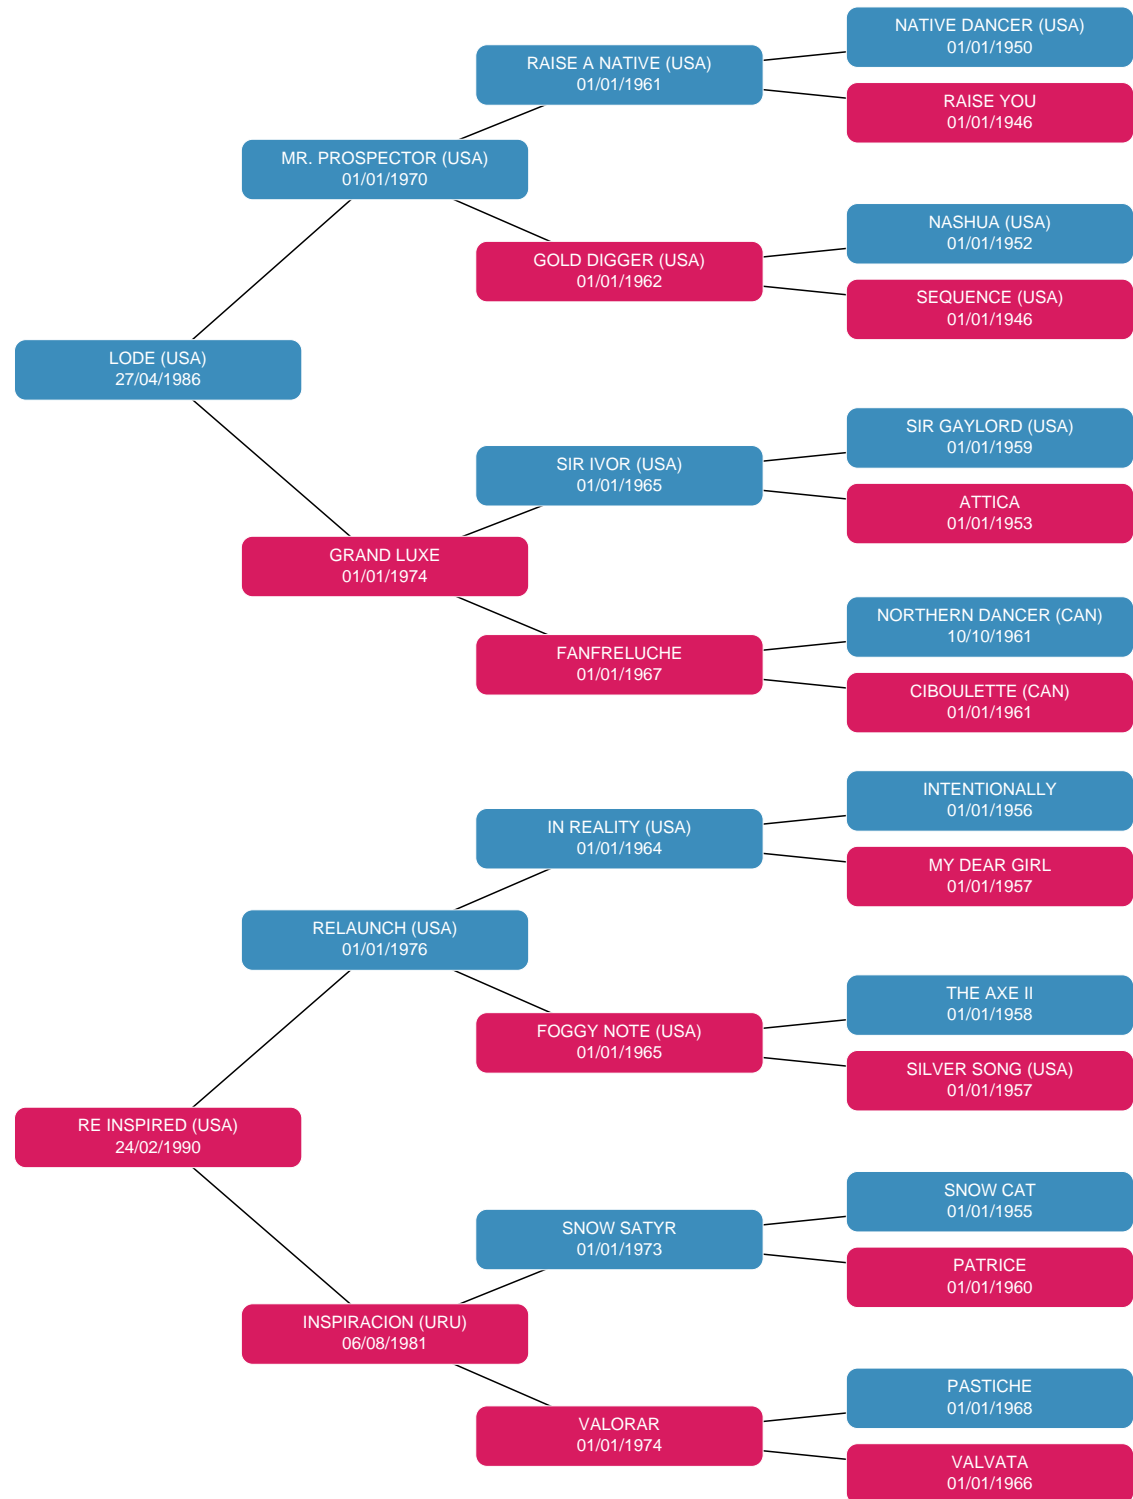 NATIVE DANCER (USA)
01/01/1950
RAISE A NATIVE (USA)
01/01/1961
RAISE YOU
01/01/1946
MR. PROSPECTOR (USA)
01/01/1970
NASHUA (USA)
01/01/1952
GOLD DIGGER (USA)
01/01/1962
SEQUENCE (USA)
01/01/1946
LODE (USA)
27/04/1986
SIR GAYLORD (USA)
01/01/1959
SIR IVOR (USA)
01/01/1965
ATTICA
01/01/1953
GRAND LUXE
01/01/1974
NORTHERN DANCER (CAN)
10/10/1961
FANFRELUCHE
01/01/1967
CIBOULETTE (CAN)
01/01/1961
INTENTIONALLY
01/01/1956
IN REALITY (USA)
01/01/1964
MY DEAR GIRL
01/01/1957
RELAUNCH (USA)
01/01/1976
THE AXE II
01/01/1958
FOGGY NOTE (USA)
01/01/1965
SILVER SONG (USA)
01/01/1957
RE INSPIRED (USA)
24/02/1990
SNOW CAT
01/01/1955
SNOW SATYR
01/01/1973
PATRICE
01/01/1960
INSPIRACION (URU)
06/08/1981
PASTICHE
01/01/1968
VALORAR
01/01/1974
VALVATA
01/01/1966